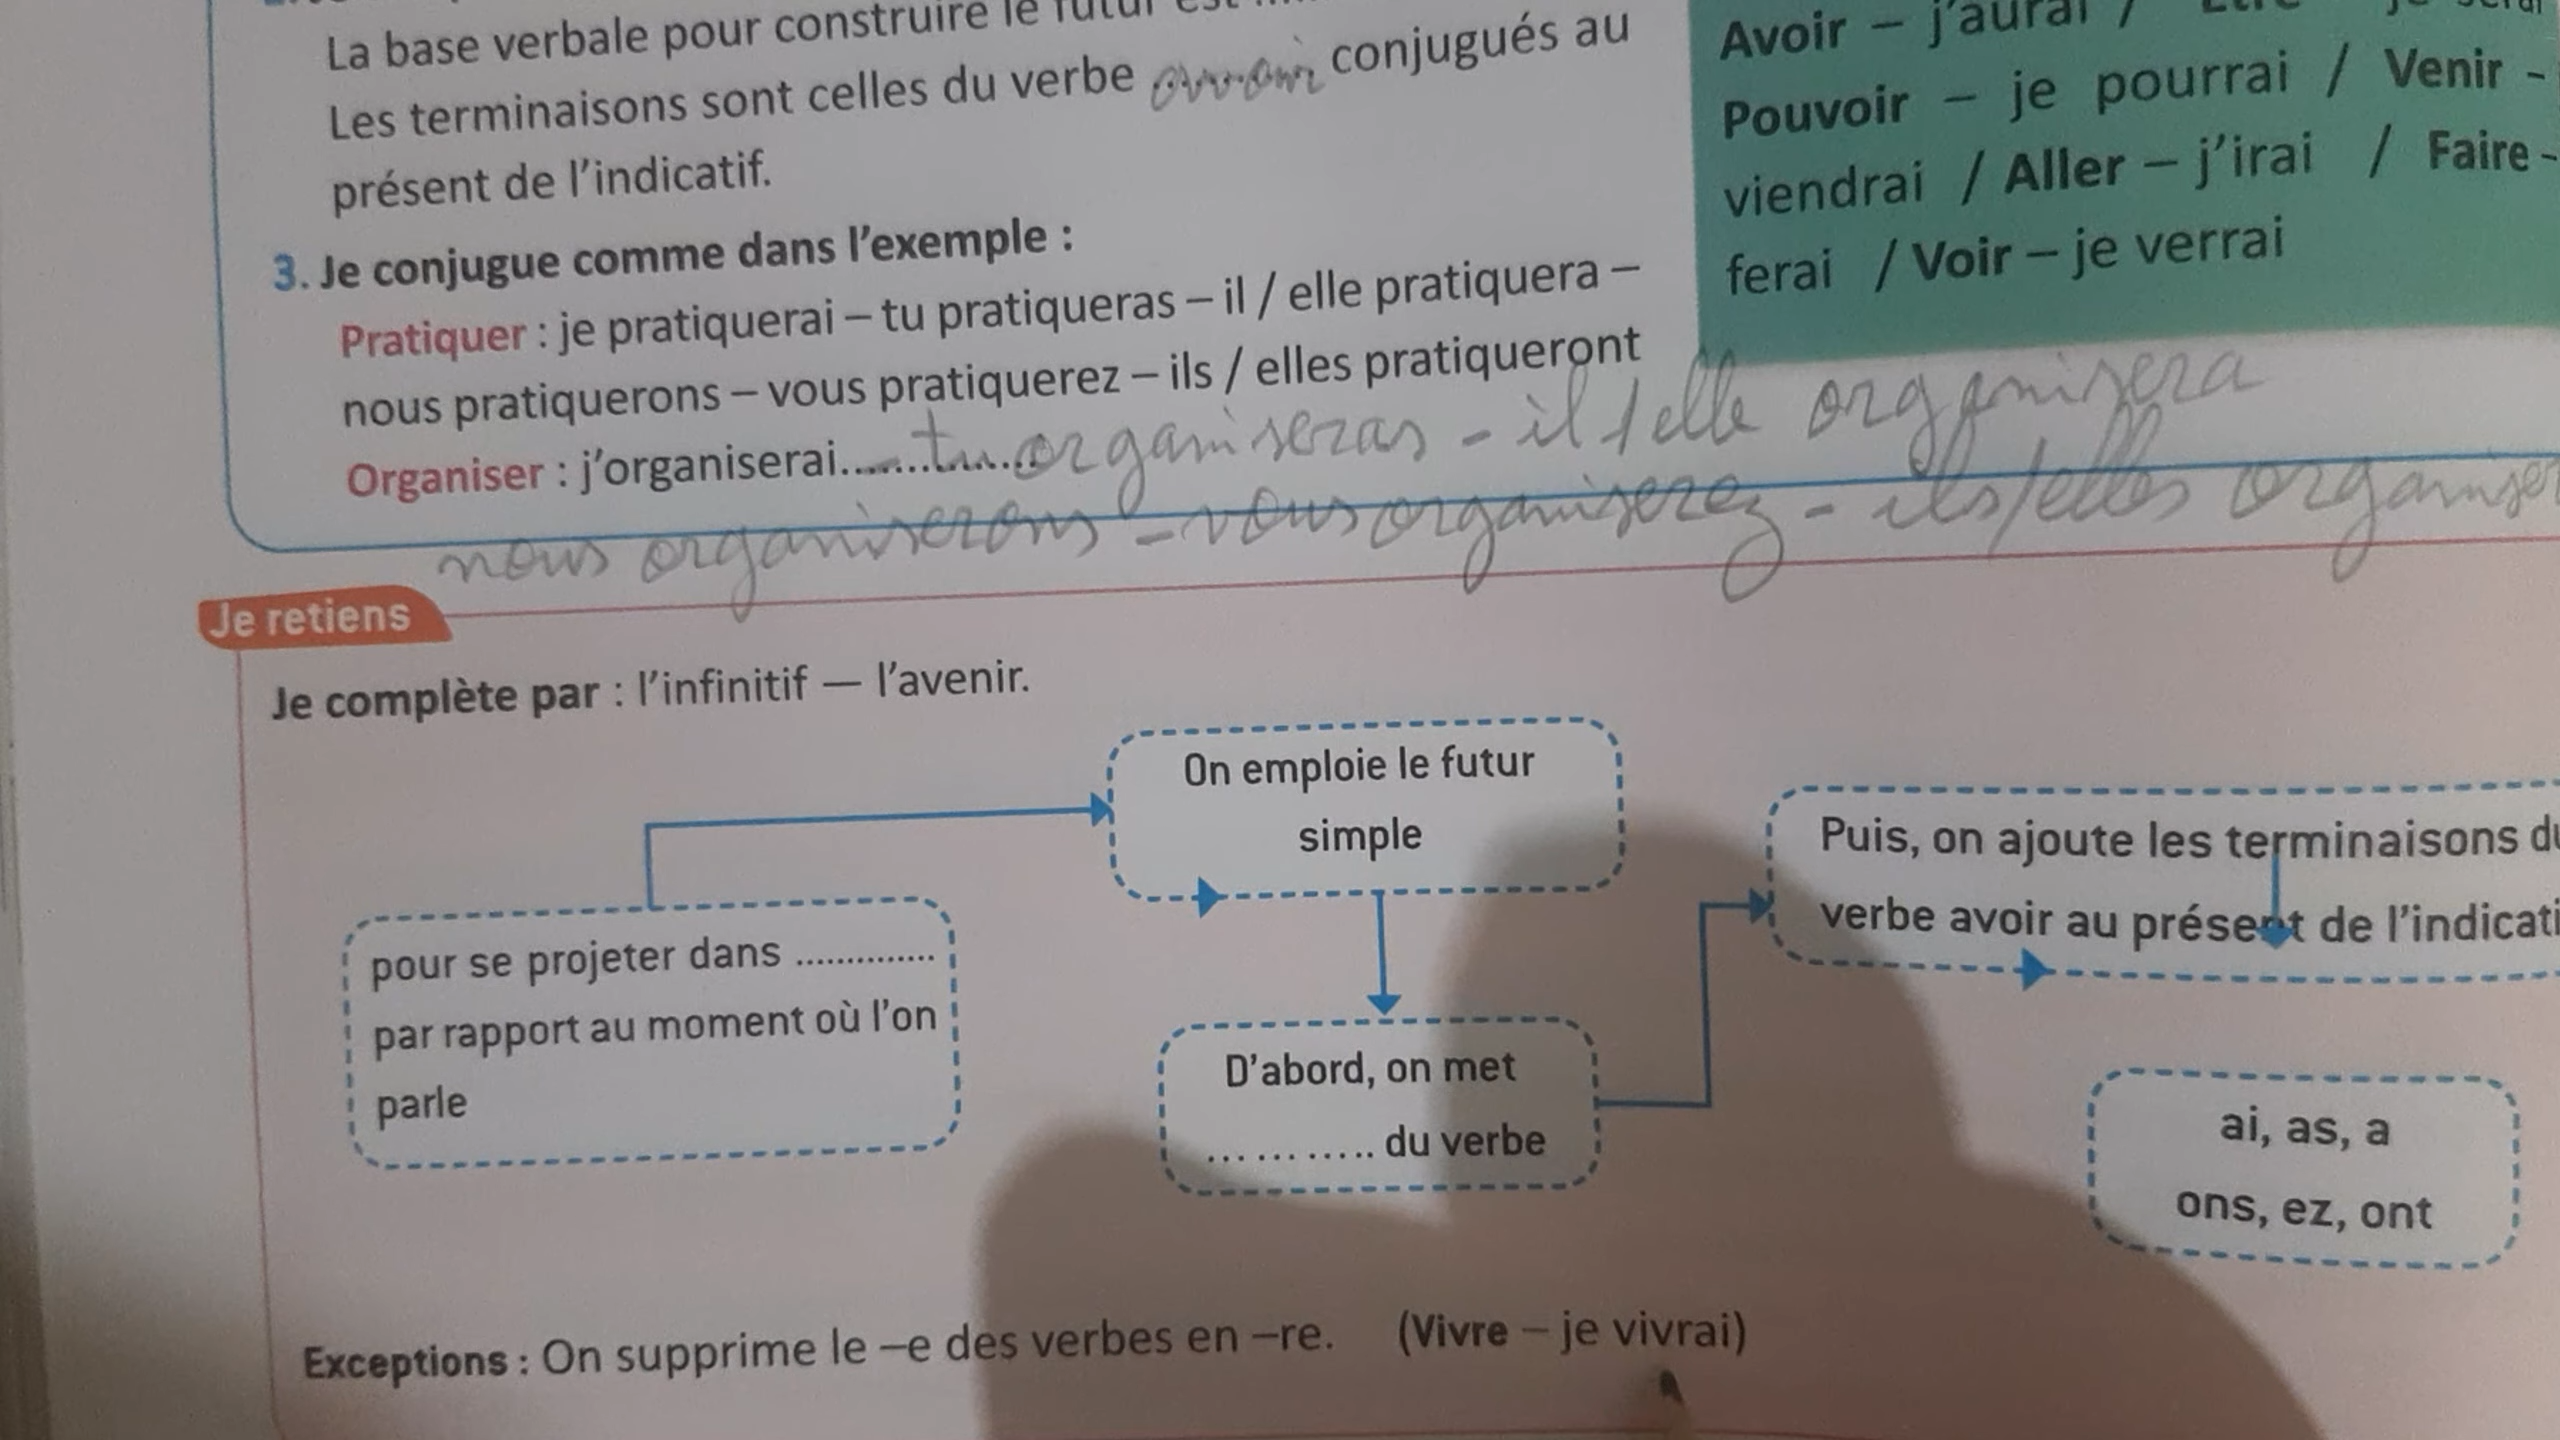 La base verbale pour construire le futur
Les terminaisons sont celles du verbe avoir conjugués au
présent de l'indicatif.
3. Je conjugue comme dans l'exemple :
Pratiquer : je pratiquerai – tu pratiqueras – il / elle pratiquera –
nous pratiquerons – vous pratiquerez – ils / elles pratiqueront
Organiser : j'organiserai............... tu organiseras - il / elle organisera
nous organiserons - vous organiserez - ils/elles
Avoir – j'aurai /
Pouvoir – je pourrai / Venir -
viendrai / Aller – j'irai / Faire -
ferai / Voir – je verrai
Je retiens
Je complète par : l'infinitif — l'avenir.
On emploie le futur
simple
pour se projeter dans ..............
par rapport au moment où l'on
parle
D'abord, on met
........... du verbe
Puis, on ajoute les terminaisons du
verbe avoir au présent de
ai, as, a
ons, ez, ont
Exceptions : On supprime le –e des verbes en –re. (Vivre – je vivrai)